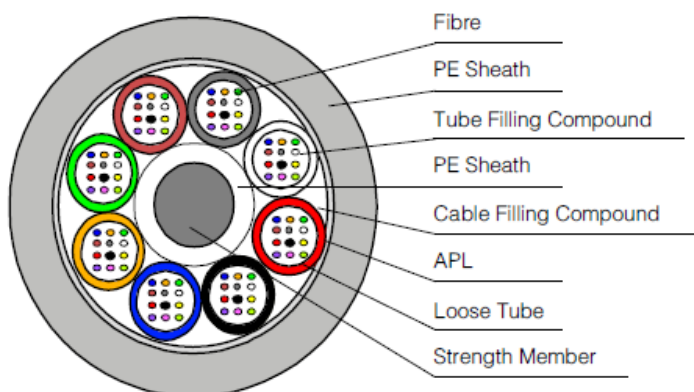 Fibre
PE Sheath
Tube Filling Compound
PE Sheath
Cable Filling Compound
APL
Loose Tube
Strength Member